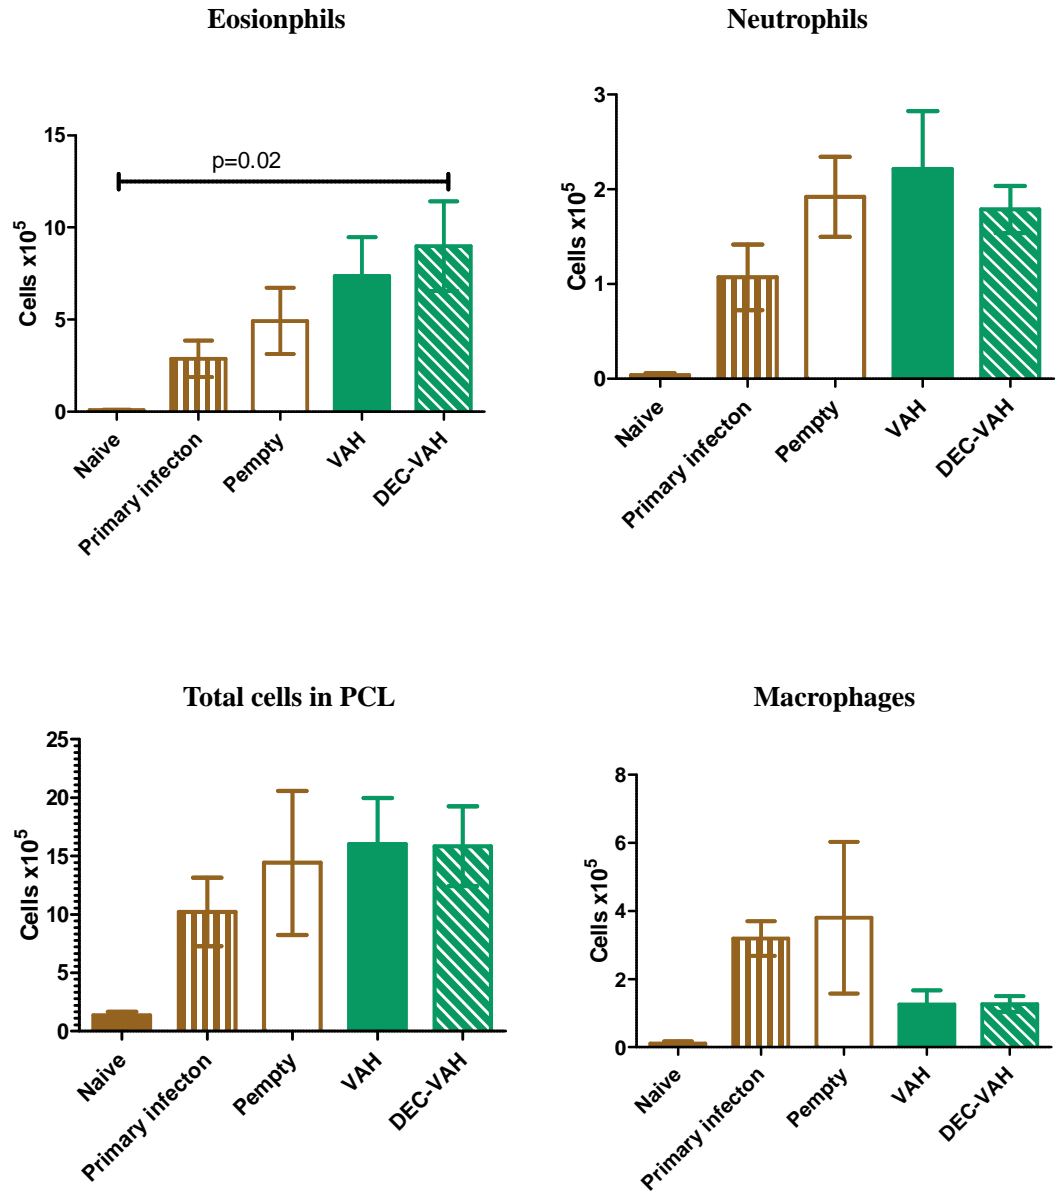 Eosionphils
15
10
5
0
Cells x10⁵
p=0.02
Naive
Primary infecton
Pempty
VAH
DEC-VAH
Neutrophils
3
2
1
0
Cells x10⁵
Naive
Primary infecton
Pempty
VAH
DEC-VAH
Total cells in PCL
25
20
15
10
5
0
Cells x10⁵
Naive
Primary infecton
Pempty
VAH
DEC-VAH
Macrophages
8
6
4
2
0
Cells x10⁵
Naive
Primary infecton
Pempty
VAH
DEC-VAH